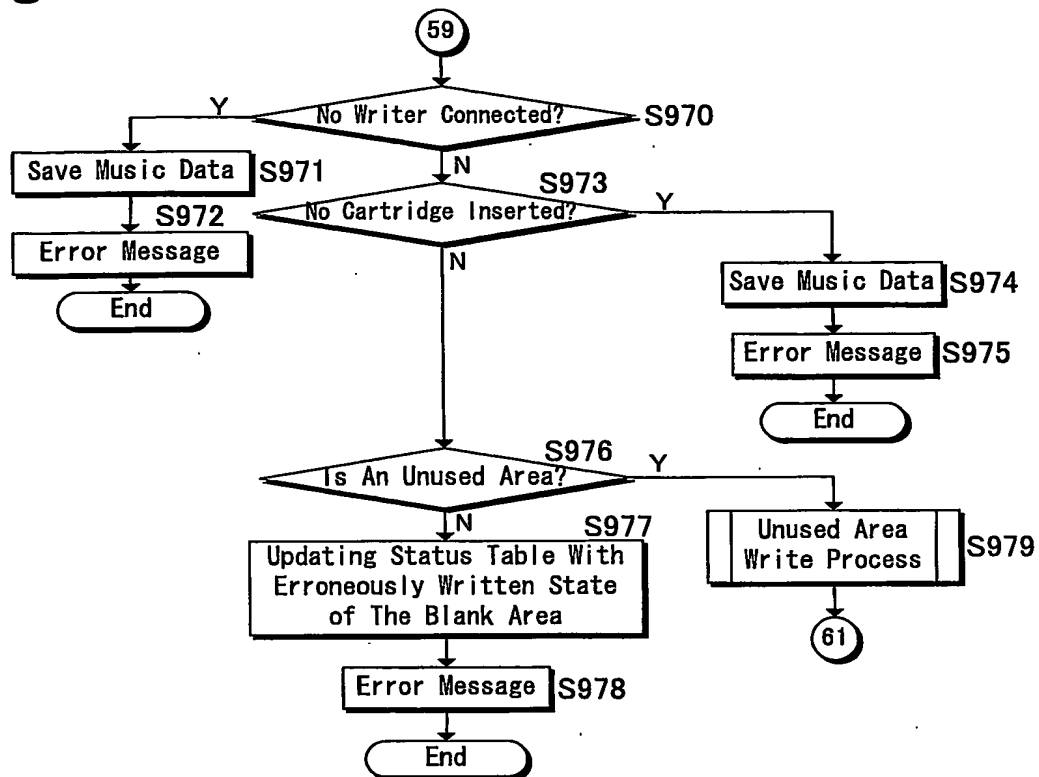 59
No Writer Connected?
S970
Y
N
Save Music Data
S971
S973
No Cartridge Inserted?
Y
N
S972
Error Message
End
Save Music Data
S974
Error Message
S975
End
S976
Is An Unused Area?
Y
N
S977
Updating Status Table With
Erroneously Written State
of The Blank Area
Unused Area
Write Process
S979
61
Error Message
S978
End